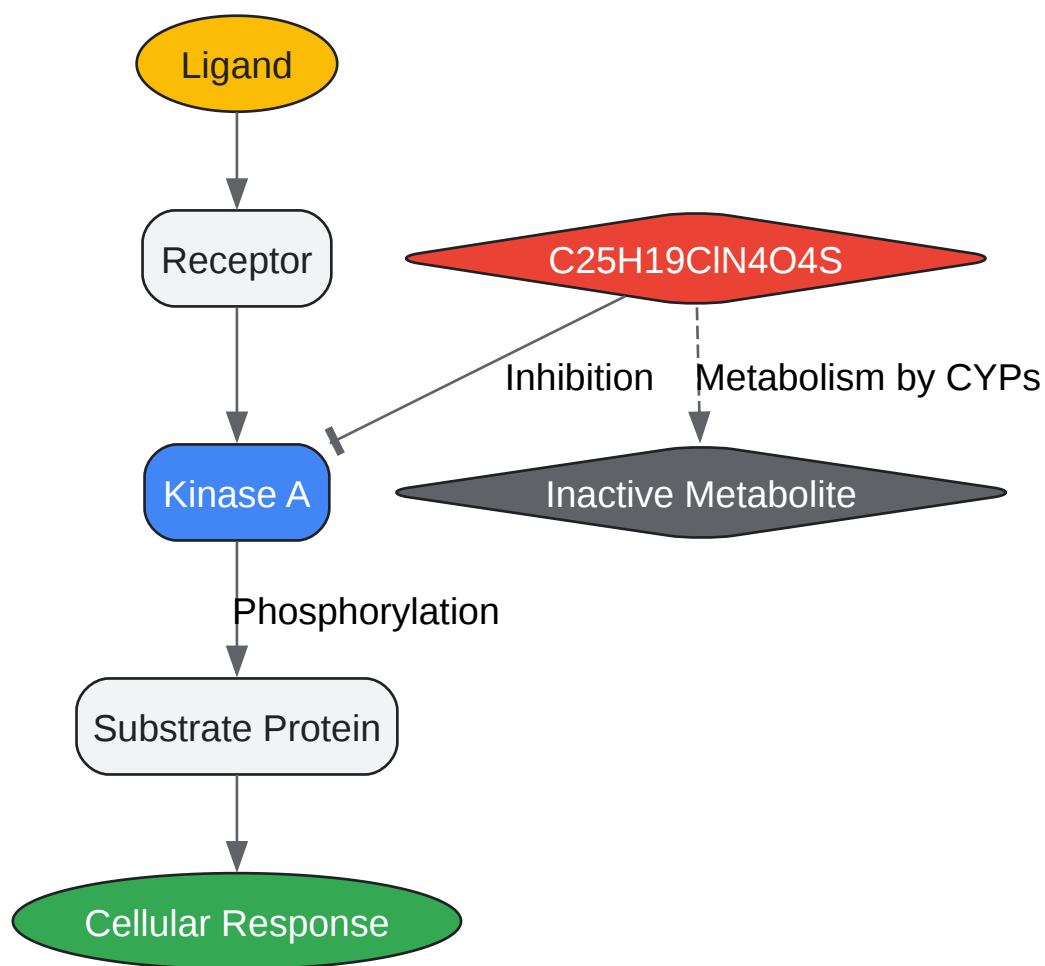 Ligand
Receptor
C25H19ClN4O4S
Inhibition
Metabolism by CYPs
Kinase A
Inactive Metabolite
Phosphorylation
Substrate Protein
Cellular Response